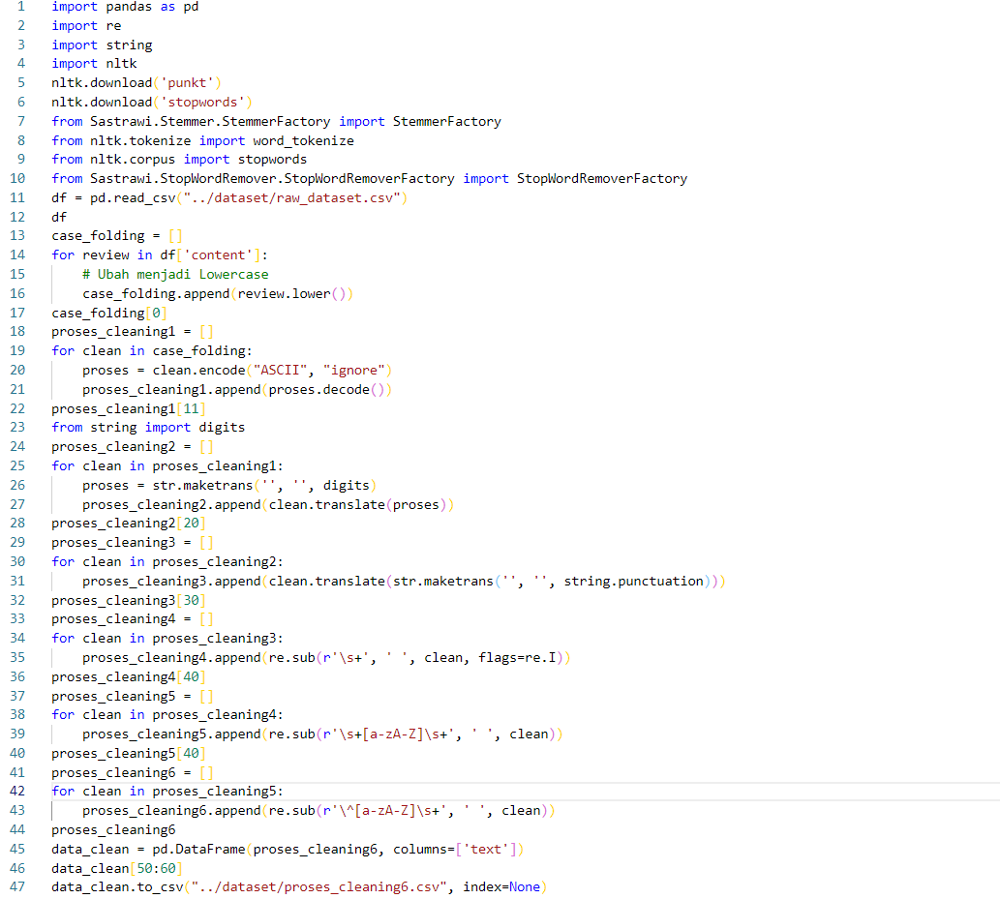 1 import pandas as pd
2 import re
3 import string
4 import nltk
5 nltk.download('punkt')
6 nltk.download('stopwords')
7 from Sastrawi.Stemmer.StemmerFactory import StemmerFactory
8 from nltk.tokenize import word_tokenize
9 from nltk.corpus import stopwords
10 from Sastrawi.StopWordRemover.StopWordRemoverFactory import StopWordRemoverFactory
11 df = pd.read_csv("../dataset/raw_dataset.csv")
12 df
13 case_folding = []
14 for review in df['content']:
15     # Ubah menjadi Lowercase
16     case_folding.append(review.lower())
17 case_folding[0]
18 proses_cleaning1 = []
19 for clean in case_folding:
20     proses = clean.encode("ASCII", "ignore")
21     proses_cleaning1.append(proses.decode())
22 proses_cleaning1[11]
23 from string import digits
24 proses_cleaning2 = []
25 for clean in proses_cleaning1:
26     proses = str.maketrans('', '', digits)
27     proses_cleaning2.append(clean.translate(proses))
28 proses_cleaning2[20]
29 proses_cleaning3 = []
30 for clean in proses_cleaning2:
31     proses_cleaning3.append(clean.translate(str.maketrans('', '', string.punctuation)))
32 proses_cleaning3[30]
33 proses_cleaning4 = []
34 for clean in proses_cleaning3:
35     proses_cleaning4.append(re.sub(r'\s+', ' ', clean, flags=re.I))
36 proses_cleaning4[40]
37 proses_cleaning5 = []
38 for clean in proses_cleaning4:
39     proses_cleaning5.append(re.sub(r'\s+[a-zA-Z]\s+', ' ', clean))
40 proses_cleaning5[40]
41 proses_cleaning6 = []
42 for clean in proses_cleaning5:
43     proses_cleaning6.append(re.sub(r'\^[a-zA-Z]\s+', ' ', clean))
44 proses_cleaning6
45 data_clean = pd.DataFrame(proses_cleaning6, columns=['text'])
46 data_clean[50:60]
47 data_clean.to_csv("../dataset/proses_cleaning6.csv", index=None)